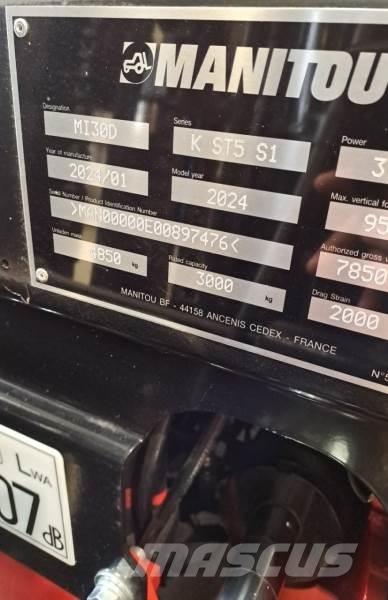 MANITOU
Designation
Series
Power
MI30D
K ST5 S1
3
Year of manufacture
Model year
Max. vertical fo
2024/01
2024
95
Serial Number / Product Identification Number
Authorized gross v
>MAN00000E00897476<
7850
Unladen mass
Rated capacity
Drag Strain
4850 kg
3000 kg
2000
MANITOU BF - 44158 ANCENIS CEDEX - FRANCE
N°5
LWA
07 dB
MASCUS